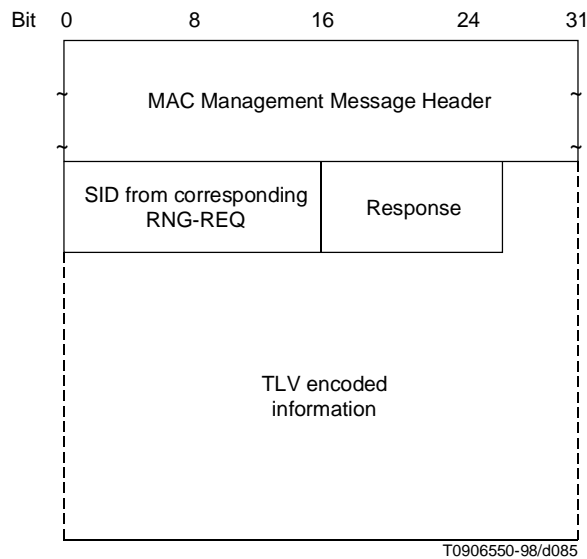 Bit 0 8 16 24 31
MAC Management Message Header
SID from corresponding
RNG-REQ
Response
TLV encoded
information
T0906550-98/d085